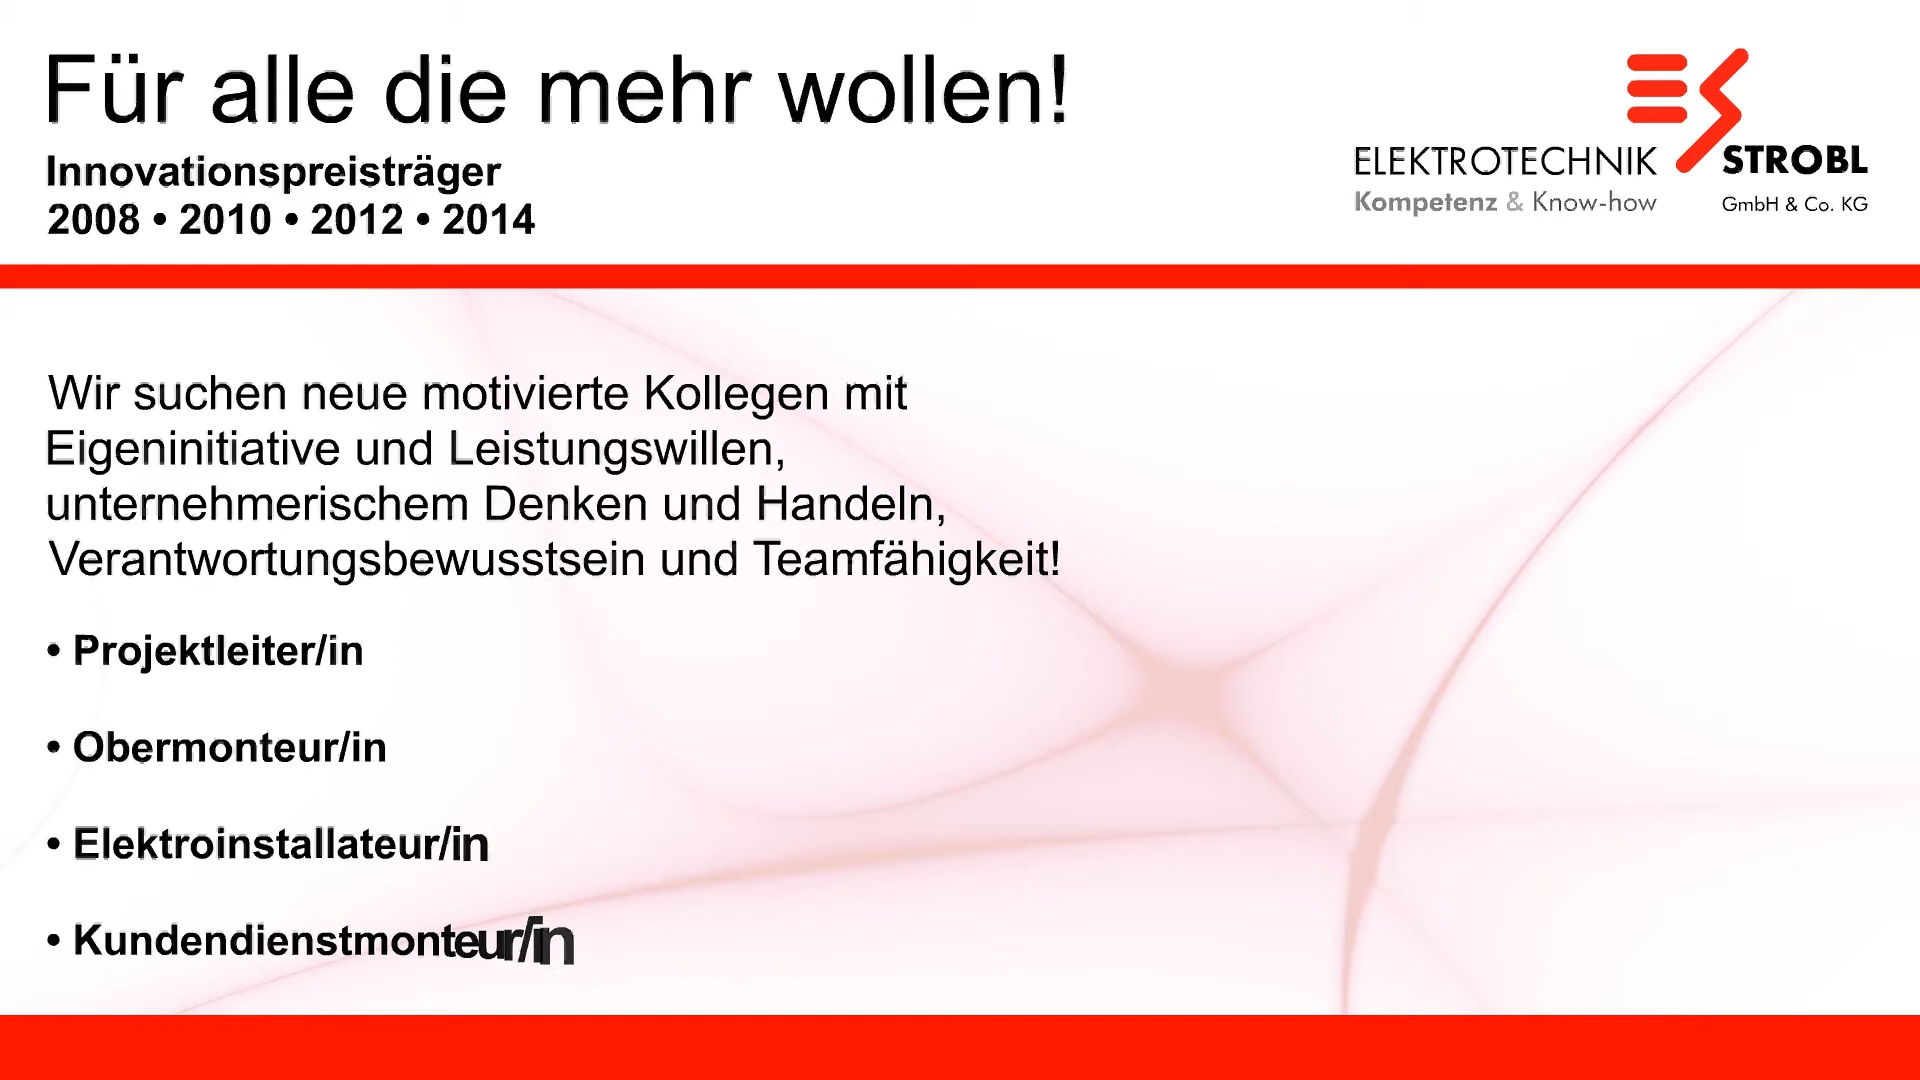 Für alle die mehr wollen!
Innovationspreisträger
2008 • 2010 • 2012 • 2014
ELEKTROTECHNIK STROBL
Kompetenz & Know-how GmbH & Co. KG
Wir suchen neue motivierte Kollegen mit
Eigeninitiative und Leistungswillen,
unternehmerischem Denken und Handeln,
Verantwortungsbewusstsein und Teamfähigkeit!
• Projektleiter/in
• Obermonteur/in
• Elektroinstallateur/in
• Kundendienstmonteur/in